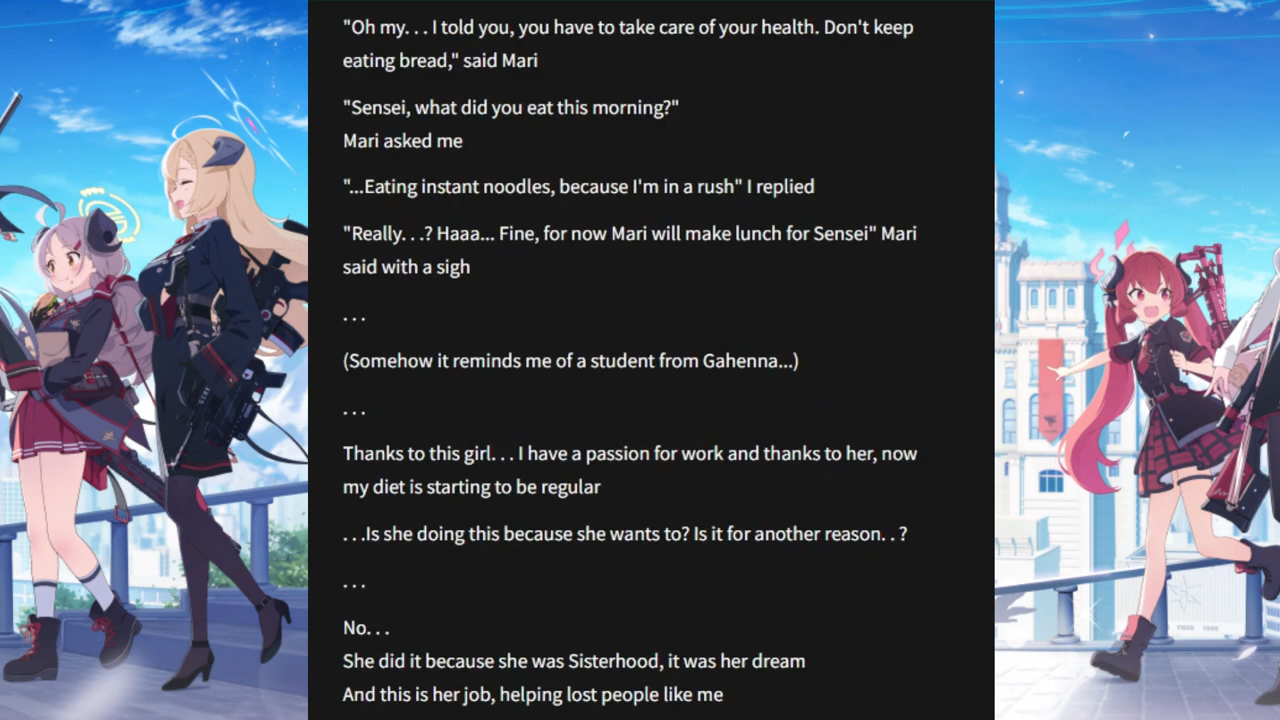 "Oh my. . . I told you, you have to take care of your health. Don't keep
eating bread," said Mari
"Sensei, what did you eat this morning?"
Mari asked me
"...Eating instant noodles, because I'm in a rush" I replied
"Really. . .? Haaa... Fine, for now Mari will make lunch for Sensei" Mari
said with a sigh
. . .
(Somehow it reminds me of a student from Gahenna...)
. . .
Thanks to this girl. . . I have a passion for work and thanks to her, now
my diet is starting to be regular
. . .Is she doing this because she wants to? Is it for another reason. . ?
. . .
No. . .
She did it because she was Sisterhood, it was her dream
And this is her job, helping lost people like me